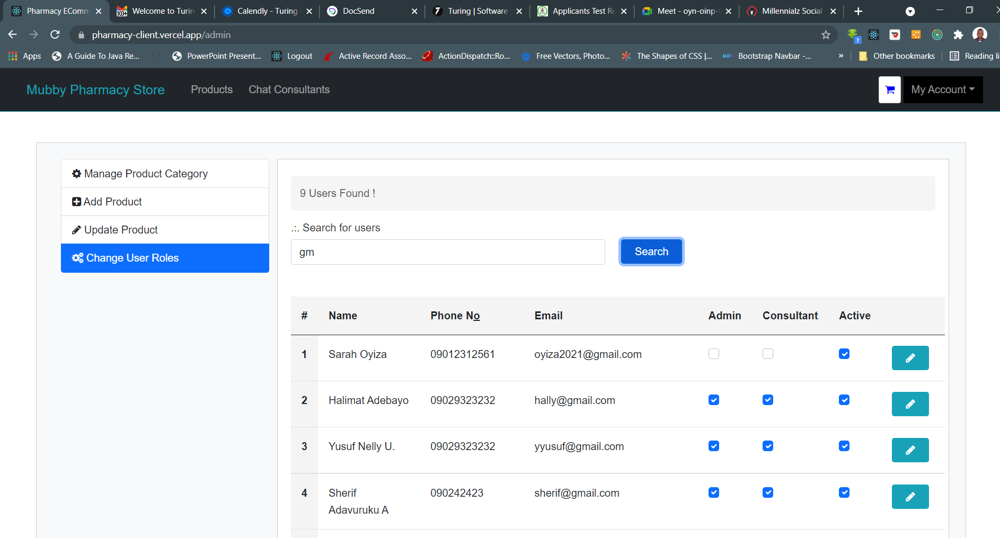 Pharmacy EComm
Welcome to Turin
Calendly - Turing
DocSend
Turing | Software
Applicants Test Re
Meet - oyn-oinp-
Millennialz Social
pharmacy-client.vercel.app/admin
Apps
A Guide To Java Re...
PowerPoint Present...
Logout
Active Record Asso...
ActionDispatch::Ro...
Free Vectors, Photo...
The Shapes of CSS |...
Bootstrap Navbar -...
»
Other bookmarks
Reading li
Mubby Pharmacy Store
Products
Chat Consultants
My Account
Manage Product Category
Add Product
Update Product
Change User Roles
9 Users Found !
.:. Search for users
gm
Search
# Name Phone No Email Admin Consultant Active
1 Sarah Oyiza 09012312561 oyiza2021@gmail.com
2 Halimat Adebayo 09029323232 hally@gmail.com
3 Yusuf Nelly U. 09029323232 yyusuf@gmail.com
4 Sherif 090242423 sherif@gmail.com
Adavuruku A